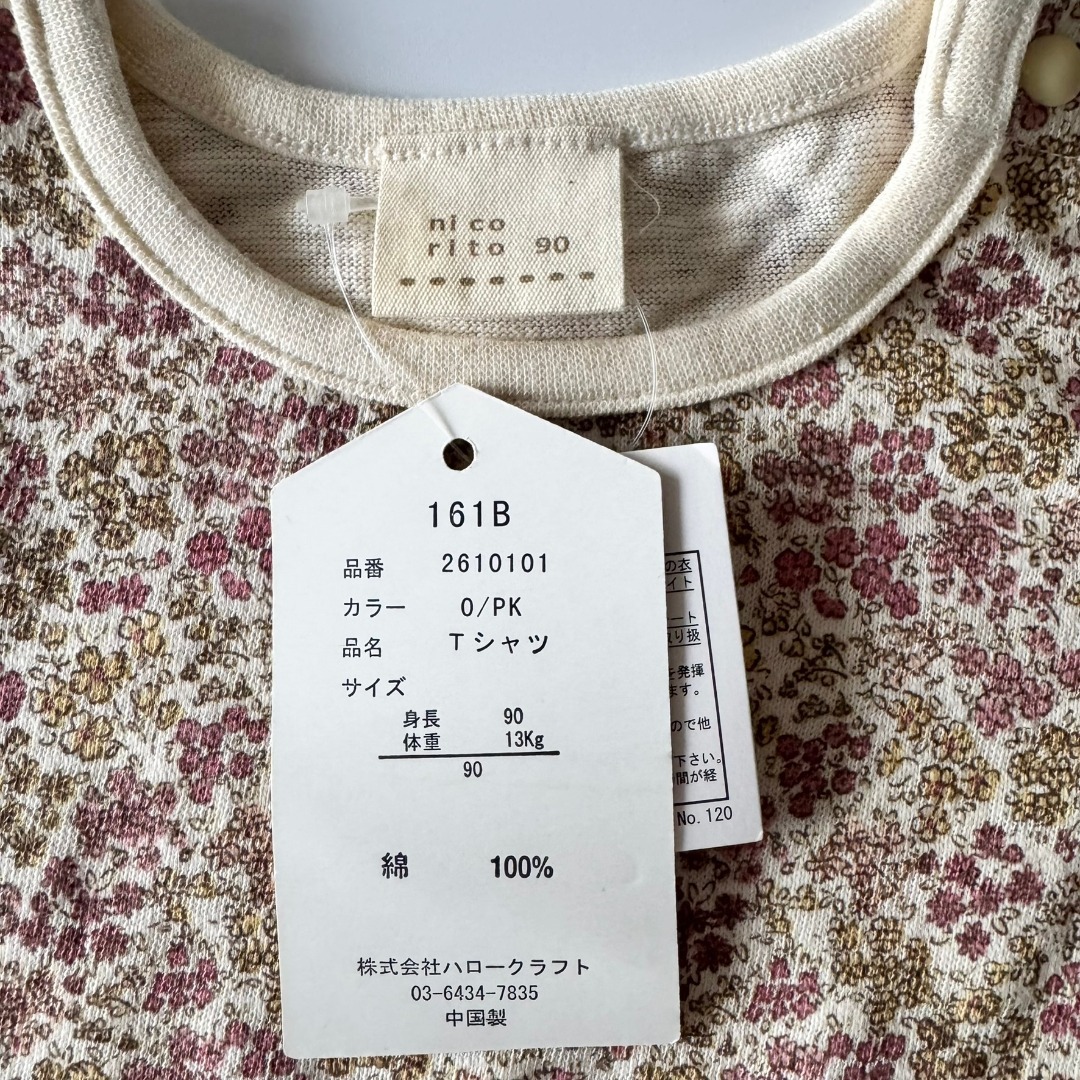 ni co
rito 90
161B
品番 2610101
カラー O/PK
品名 Tシャツ
サイズ
身長 90
体重 13Kg
90
綿 100%
株式会社ハロークラフト
03-6434-7835
中国製
の衣
イト
ート
取り扱
を発揮
ます。
ので他
下さい。
間が経
No. 120